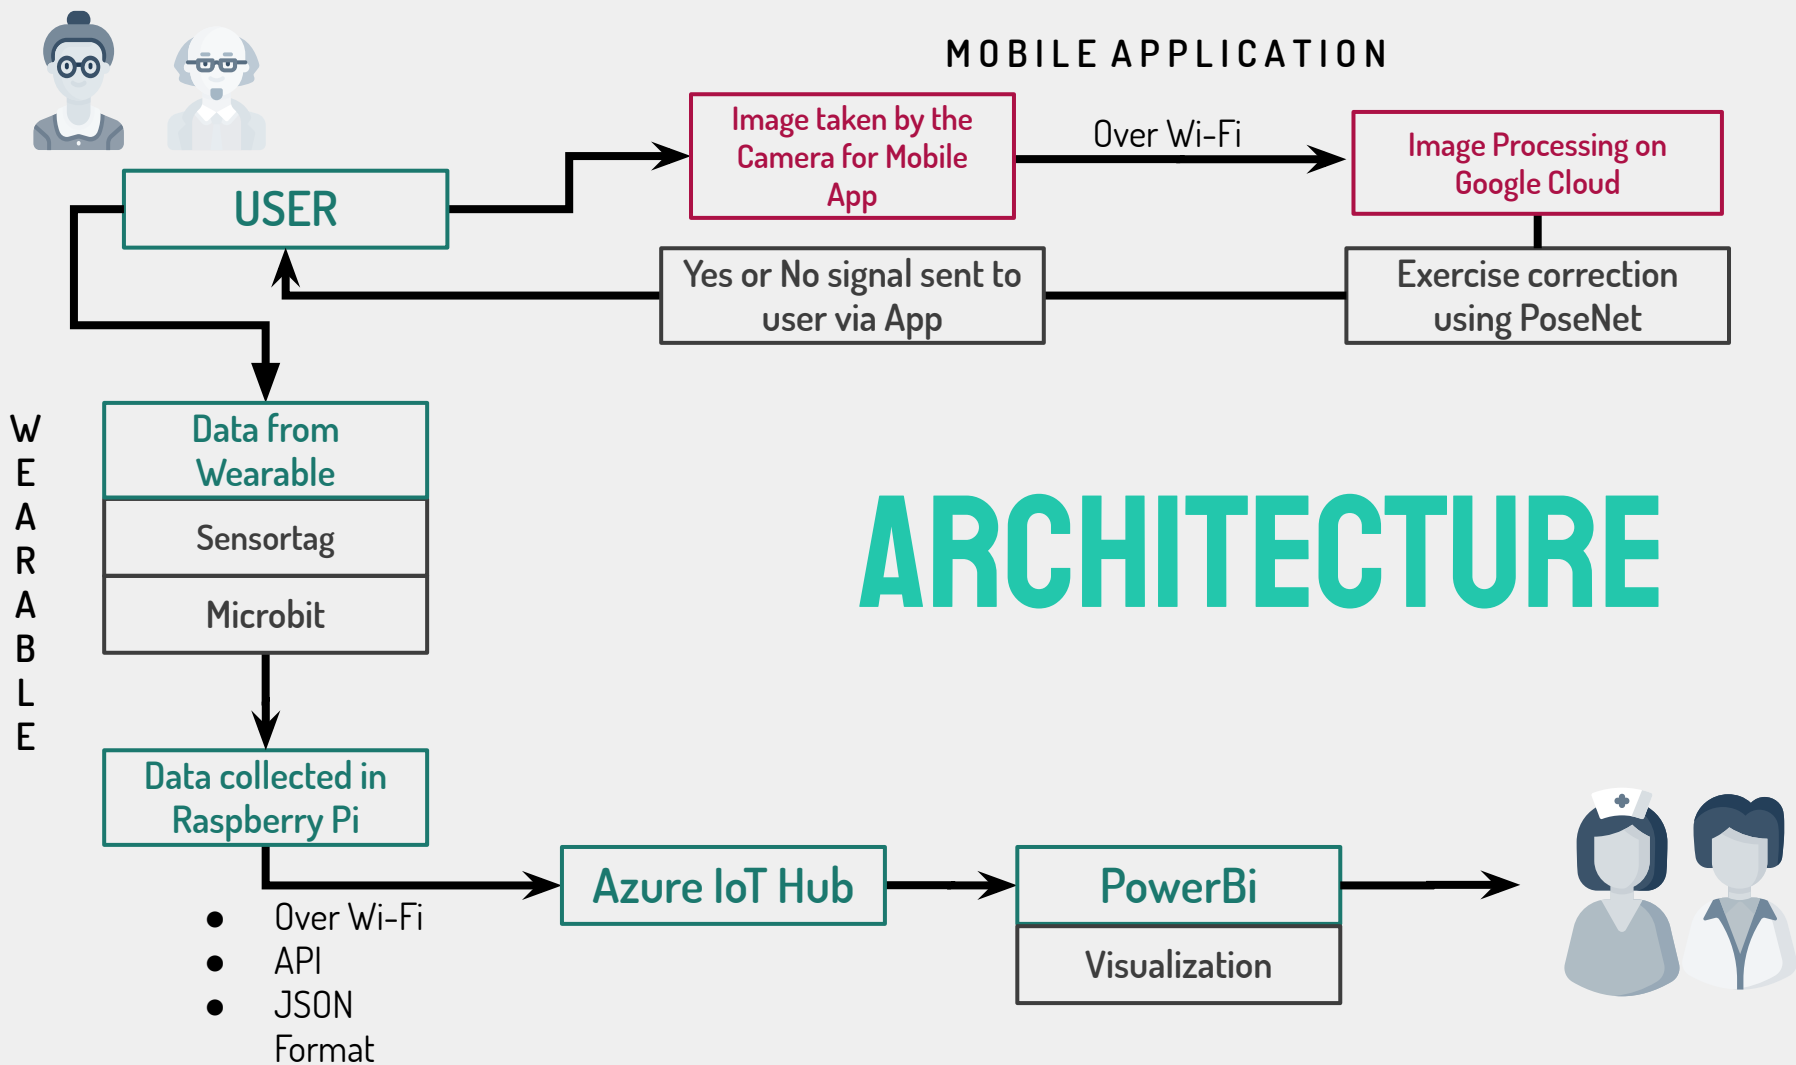 MOBILE APPLICATION
Image taken by the
Camera for Mobile
App
Over Wi-Fi
Image Processing on
Google Cloud
USER
Yes or No signal sent to
user via App
Exercise correction
using PoseNet
WEARABLE
Data from
Wearable
Sensortag
Microbit
ARCHITECTURE
Data collected in
Raspberry Pi
Azure IoT Hub
PowerBi
Visualization
● Over Wi-Fi
● API
● JSON
Format